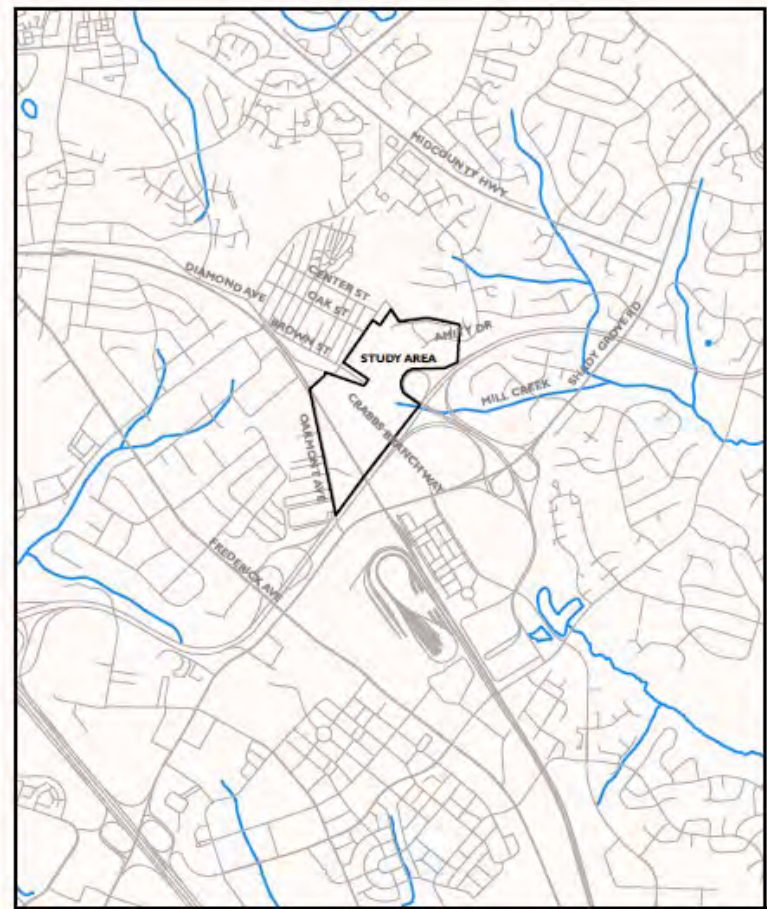 MIDCOUNTY HWY
CENTER ST
DIAMOND AVE
OAK ST
BROWN ST
AMITY DR
STUDY AREA
SHADY GROVE RD
MILL CREEK
CRABBS BRANCH WAY
OAKMONT AVE
FREDERICK AVE